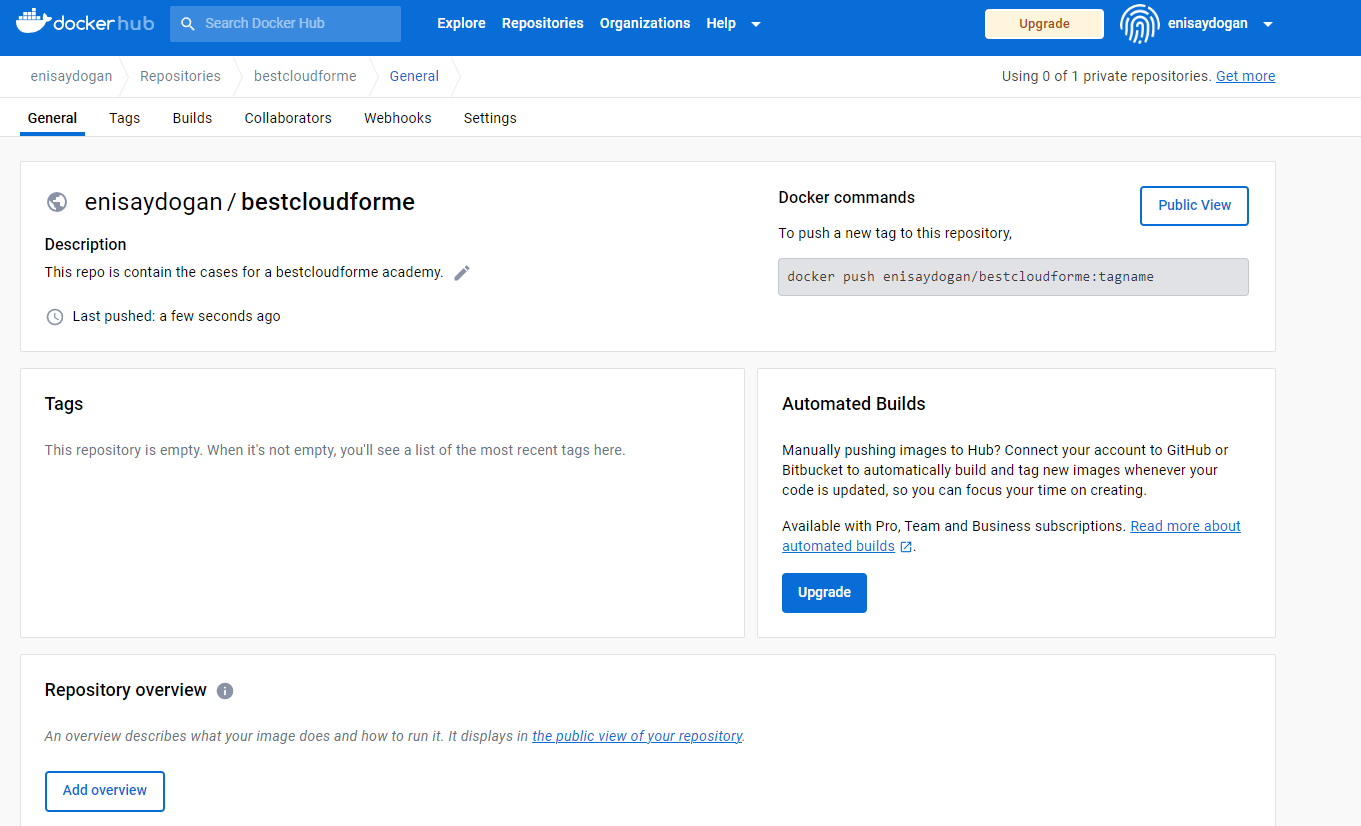 dockerhub Search Docker Hub Explore Repositories Organizations Help Upgrade enisaydogan
enisaydogan Repositories bestcloudforme General Using 0 of 1 private repositories. Get more
General Tags Builds Collaborators Webhooks Settings
enisaydogan / bestcloudforme
Description
This repo is contain the cases for a bestcloudforme academy.
Last pushed: a few seconds ago
Docker commands
Public View
To push a new tag to this repository,
docker push enisaydogan/bestcloudforme:tagname
Tags
This repository is empty. When it's not empty, you'll see a list of the most recent tags here.
Automated Builds
Manually pushing images to Hub? Connect your account to GitHub or
Bitbucket to automatically build and tag new images whenever your
code is updated, so you can focus your time on creating.
Available with Pro, Team and Business subscriptions. Read more about
automated builds .
Upgrade
Repository overview
An overview describes what your image does and how to run it. It displays in the public view of your repository.
Add overview